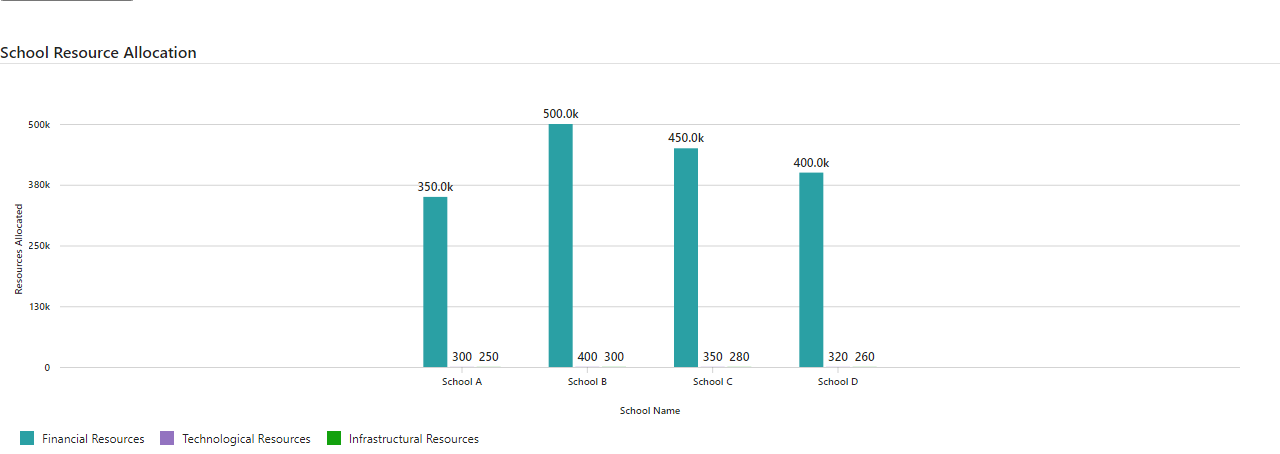 School Resource Allocation
500.0k
500k
450.0k
400.0k
380k
350.0k
Resources Allocated
250k
130k
300 250 400 300 350 280 320 260
0
School A School B School C School D
School Name
Financial Resources Technological Resources Infrastructural Resources